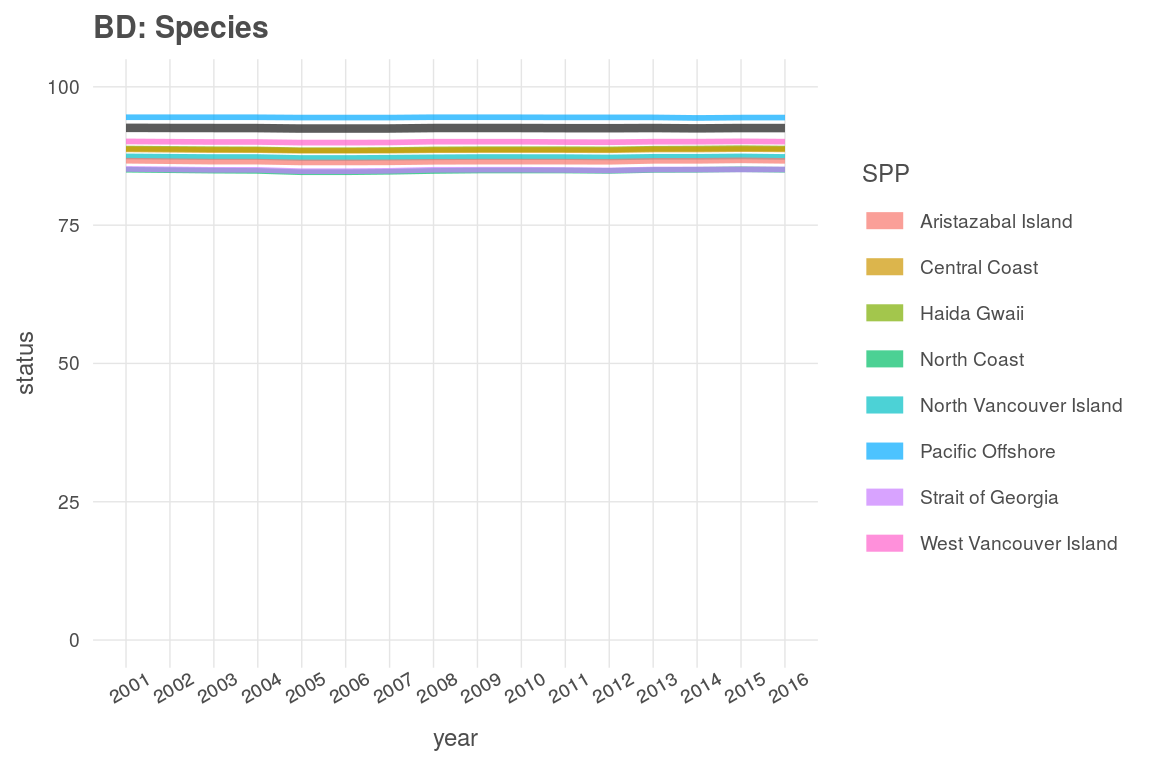 BD: Species
100
75
50
25
0
status
2001 2002 2003 2004 2005 2006 2007 2008 2009 2010 2011 2012 2013 2014 2015 2016
year
SPP
Aristazabal Island
Central Coast
Haida Gwaii
North Coast
North Vancouver Island
Pacific Offshore
Strait of Georgia
West Vancouver Island